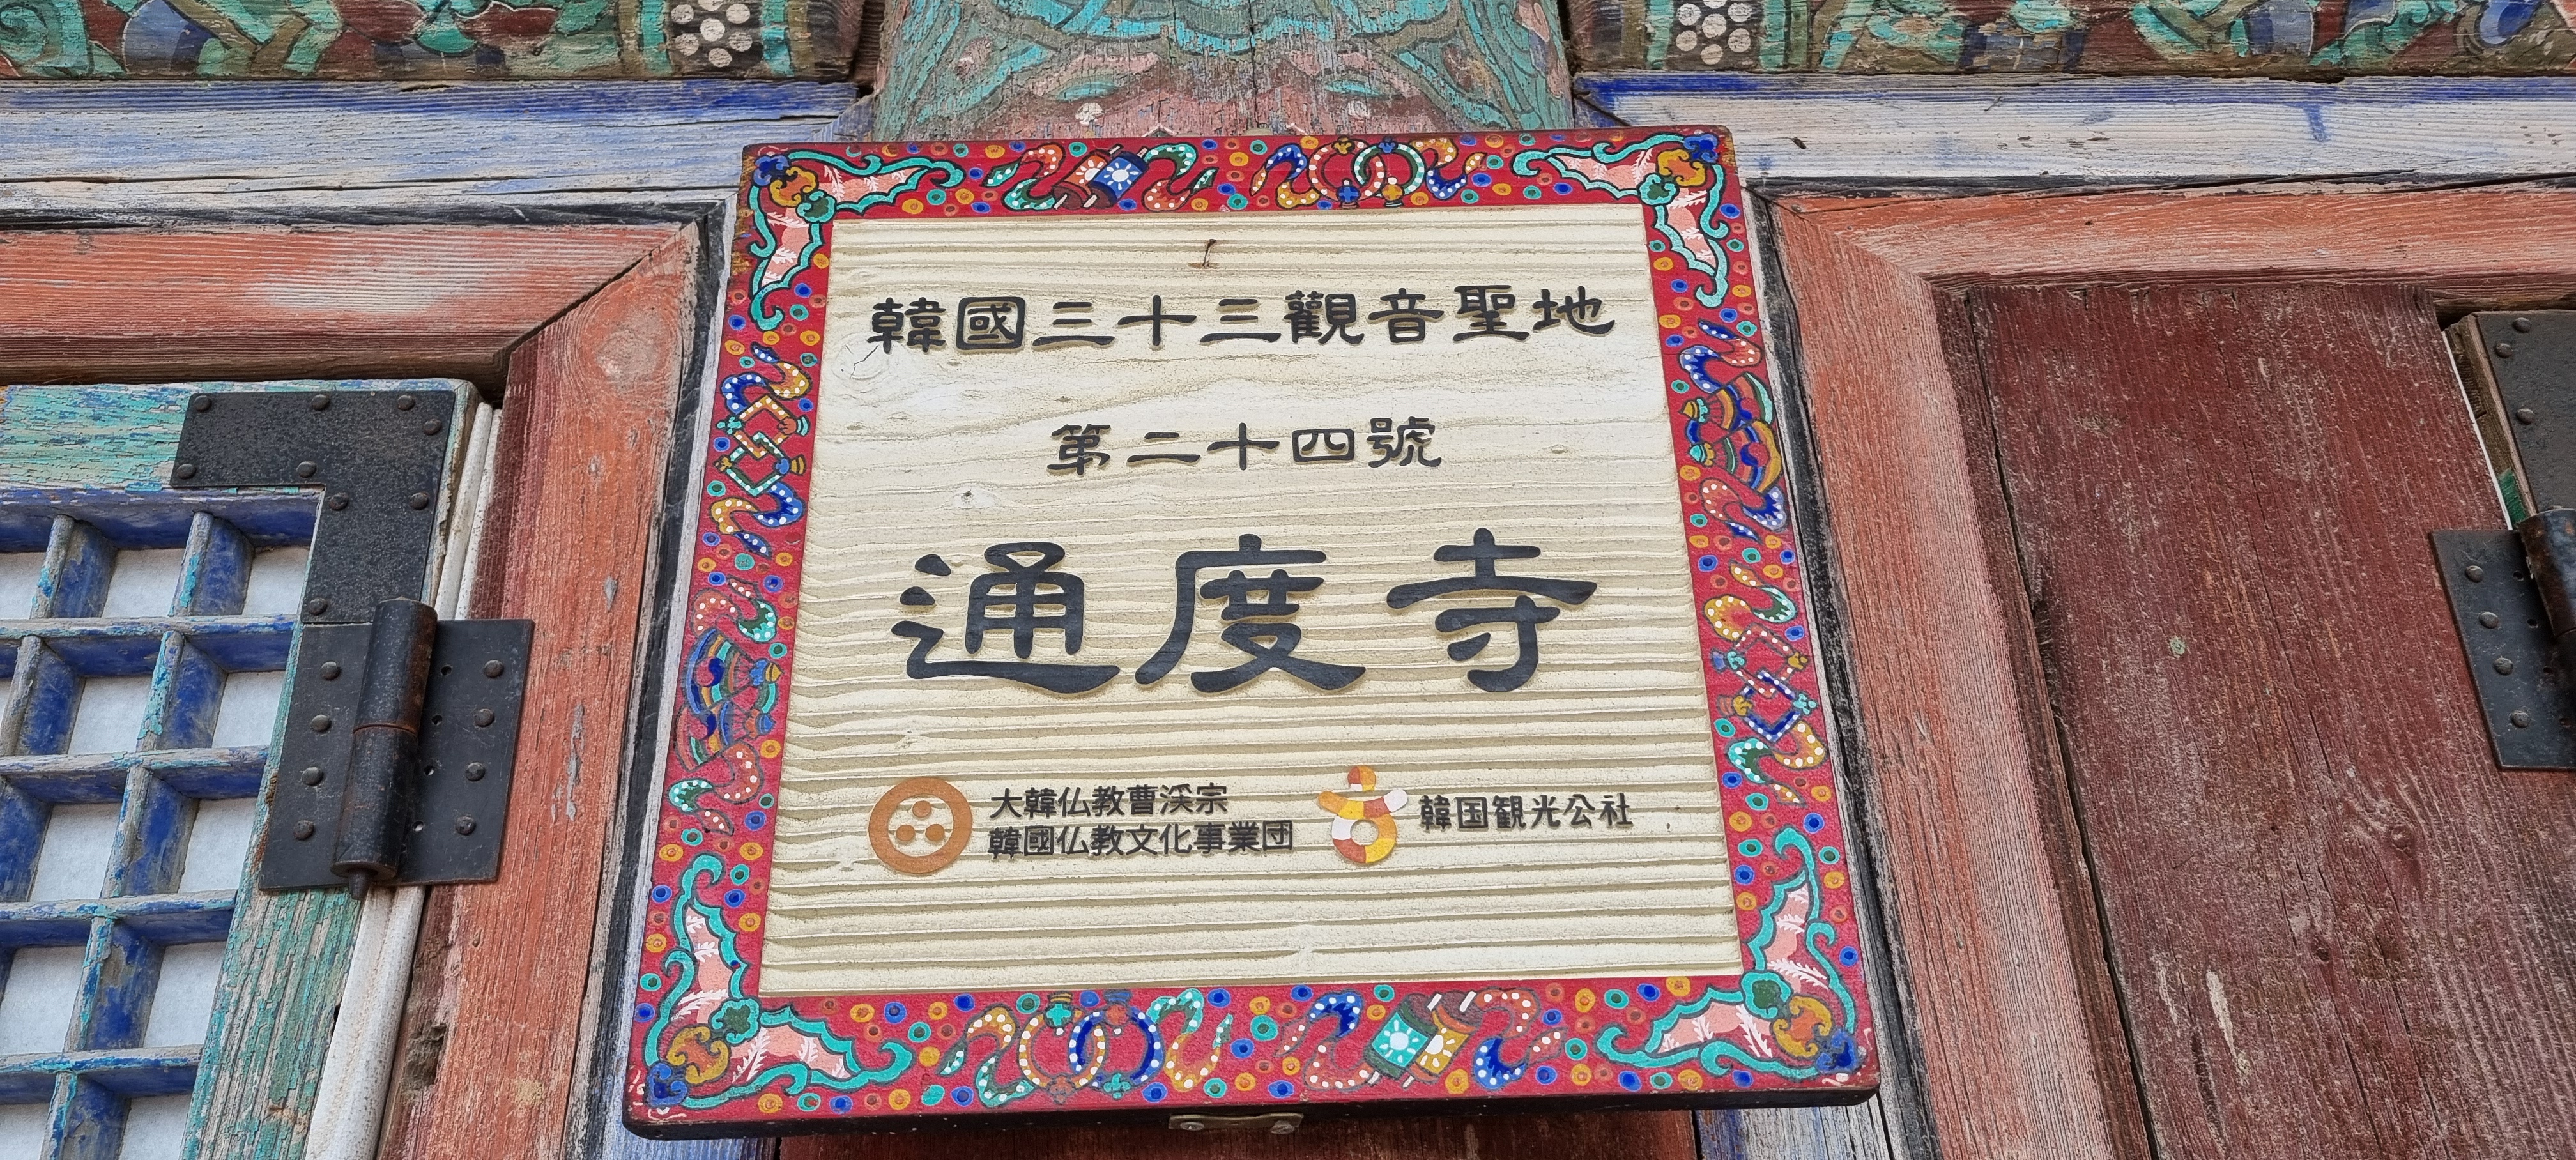 韓國三十三觀音聖地
第二十四號
通度寺
大韓仏教曹渓宗
韓國仏教文化事業団
韓国観光公社